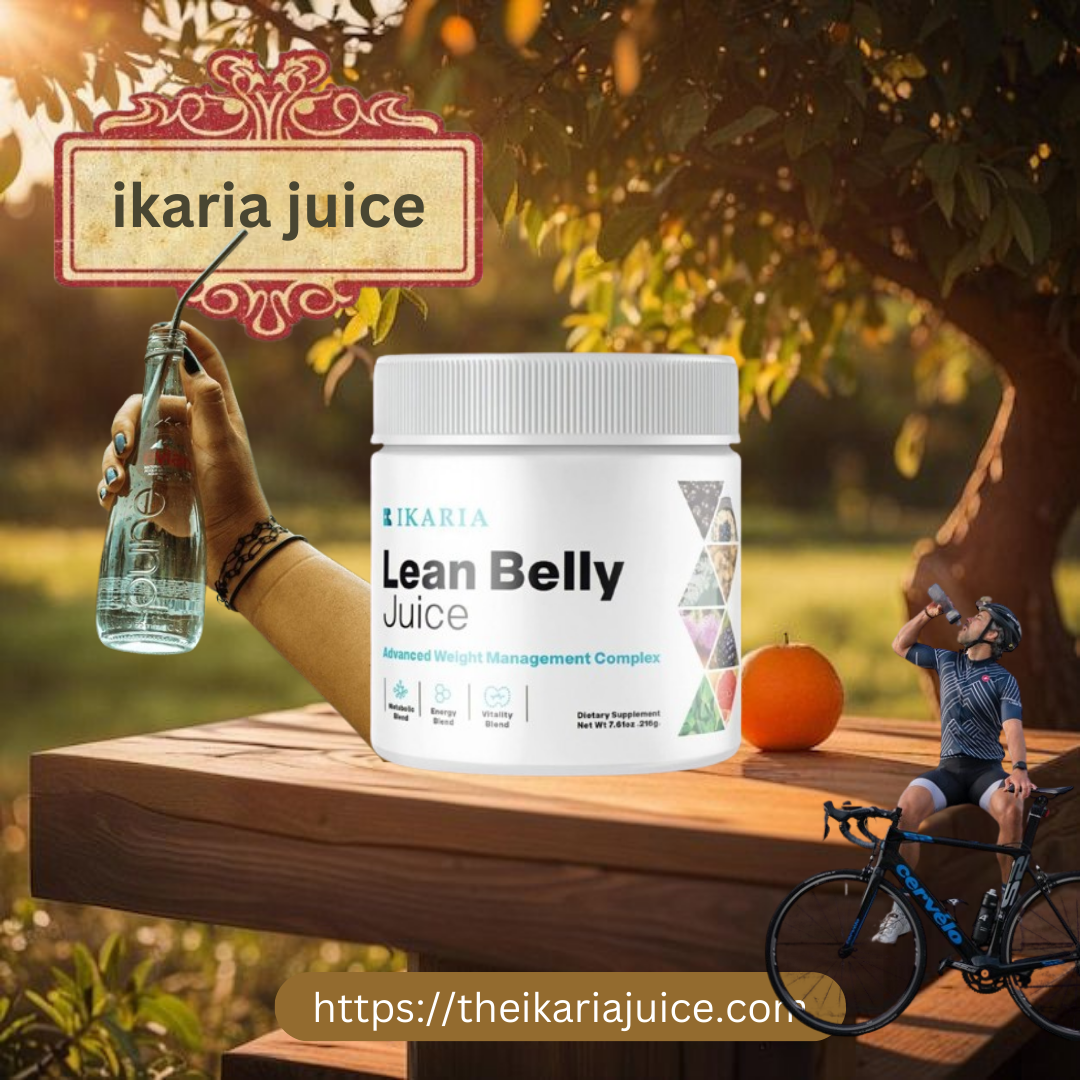 ikaria juice
IKARIA
Lean Belly
Juice
Advanced Weight Management Complex
Metabolic
Blend
Energy
Blend
Vitality
Blend
Dietary Supplement
Net Wt 7.61oz .216g.
cervélo
https://theikariajuice.com